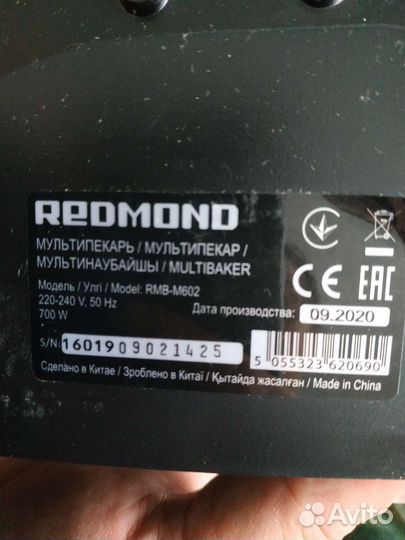 REDMOND
МУЛЬТИПЕКАРЬ / МУЛЬТИПЕКАР /
МУЛЬТИНАУБАЙШЫ / MULTIBAKER
Модель / Улгі / Model: RMB-M602
220-240 V, 50 Hz
700 W
Дата производства: 09.2020
CE EAC
S/N: 1601909021425
5 055323 620690
Сделано в Китае / Зроблено в Китаї / Қытайда жасалған / Made in China
Avito